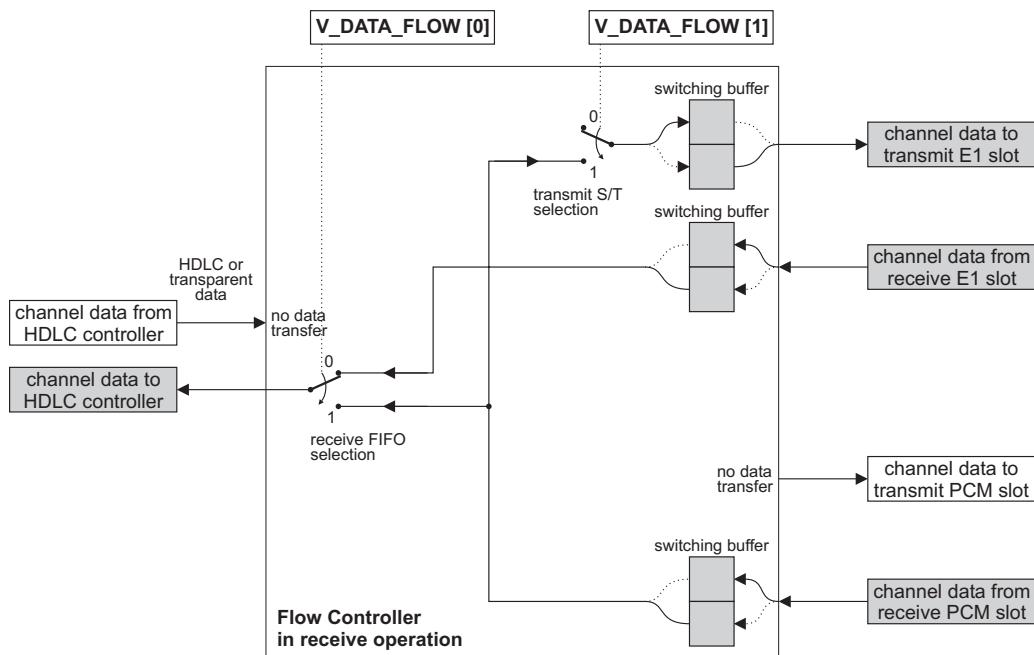 V_DATA_FLOW [0]
V_DATA_FLOW [1]
switching buffer
0
1
transmit S/T
selection
channel data to
transmit E1 slot
switching buffer
channel data from
receive E1 slot
HDLC or
transparent
data
channel data from
HDLC controller
no data
transfer
channel data to
HDLC controller
0
1
receive FIFO
selection
no data
transfer
channel data to
transmit PCM slot
switching buffer
channel data from
receive PCM slot
Flow Controller
in receive operation